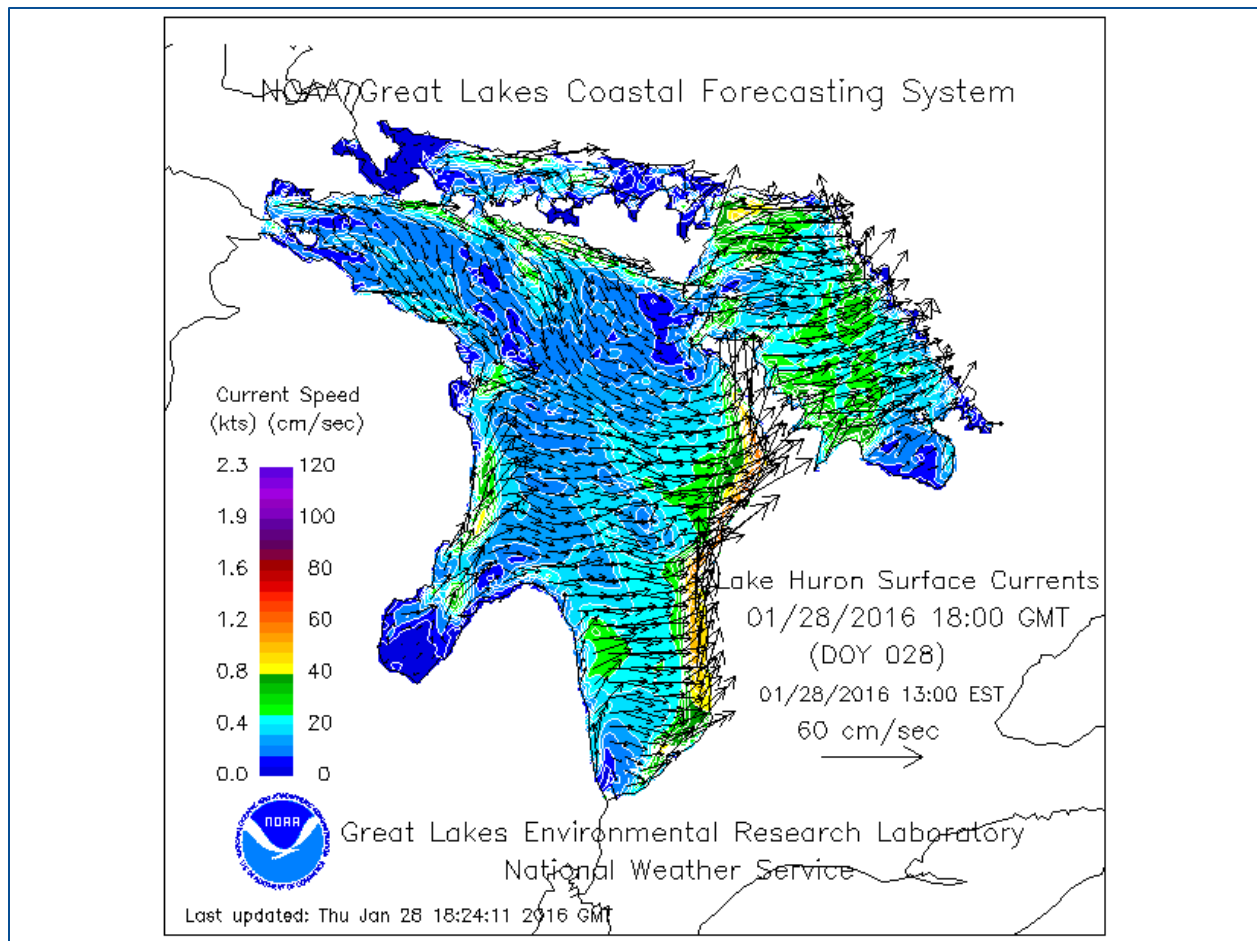 NOAA Great Lakes Coastal Forecasting System
Current Speed
(kts) (cm/sec)
2.3 120
1.9 100
1.6 80
1.2 60
0.8 40
0.4 20
0.0 0
Lake Huron Surface Currents
01/28/2016 18:00 GMT
(DOY 028)
01/28/2016 13:00 EST
60 cm/sec
NOAA
Great Lakes Environmental Research Laboratory
National Weather Service
Last updated: Thu Jan 28 18:24:11 2016 GMT